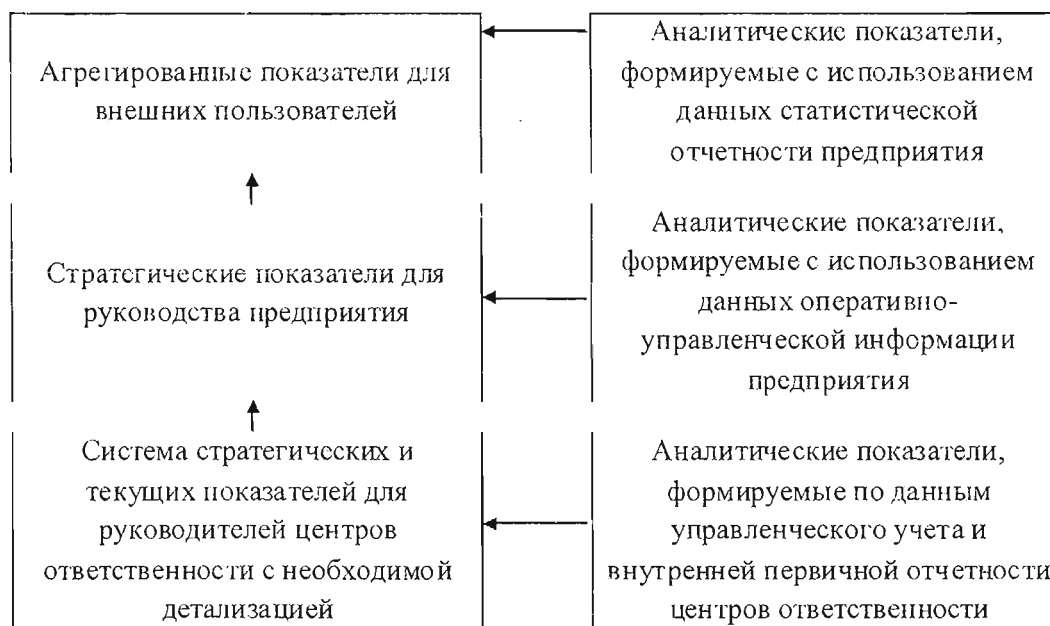 Агрегированные показатели для
внешних пользователей
Аналитические показатели,
формируемые с использованием
данных статистической
отчетности предприятия
Стратегические показатели для
руководства предприятия
Аналитические показатели,
формируемые с использованием
данных оперативно-
управленческой информации
предприятия
Система стратегических и
текущих показателей для
руководителей центров
ответственности с необходимой
детализацией
Аналитические показатели,
формируемые по данным
управленческого учета и
внутренней первичной отчетности
центров ответственности